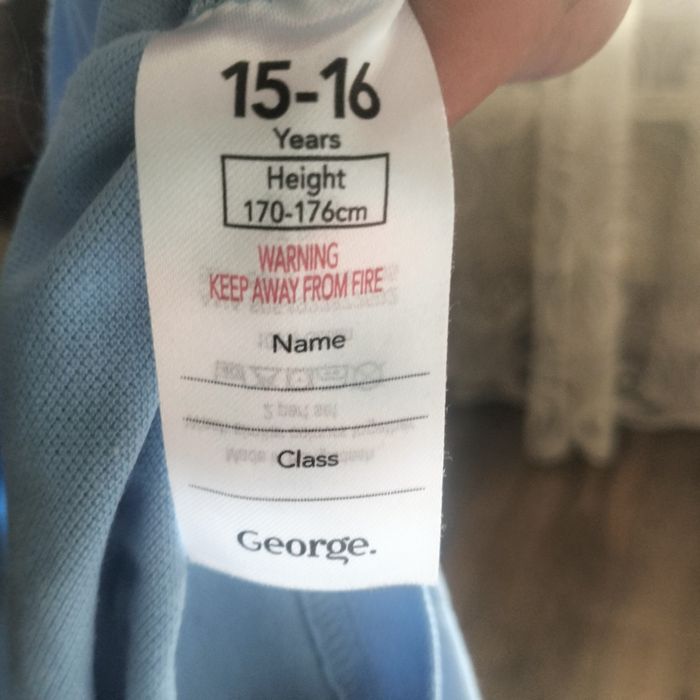 15-16
Years
Height
170-176cm
WARNING
KEEP AWAY FROM FIRE
Name
Class
George.